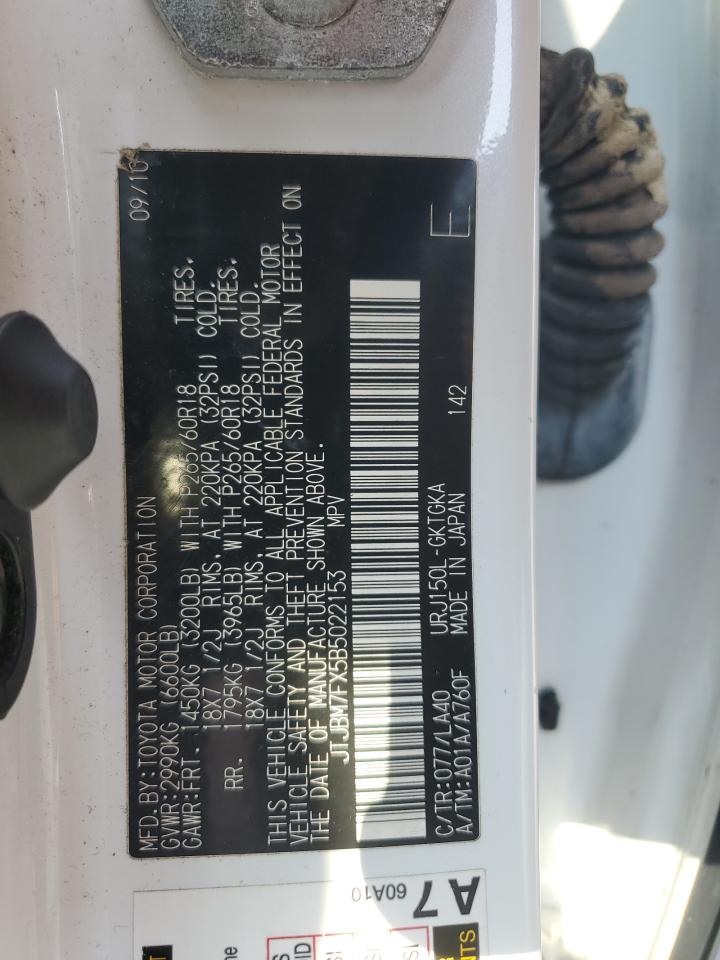 MFD. BY:TOYOTA MOTOR CORPORATION 09/10
GVWR:2990KG (6600LB)
GAWR:FRT. 1450KG (3200LB) WITH P265/60R18 TIRES,
18X7 1/2J RIMS, AT 220KPA (32PSI) COLD.
RR. 1795KG (3965LB) WITH P265/60R18 TIRES,
18X7 1/2J RIMS, AT 220KPA (32PSI) COLD.
THIS VEHICLE CONFORMS TO ALL APPLICABLE FEDERAL MOTOR
VEHICLE SAFETY AND THEFT PREVENTION STANDARDS IN EFFECT ON
THE DATE OF MANUFACTURE SHOWN ABOVE.
JTJBM7FX5B5022153 MPV
C/TR:077/LA40 URJ150L-GKTGKA 142 E
A/TM:A01A/A760F MADE IN JAPAN
60A10
A7